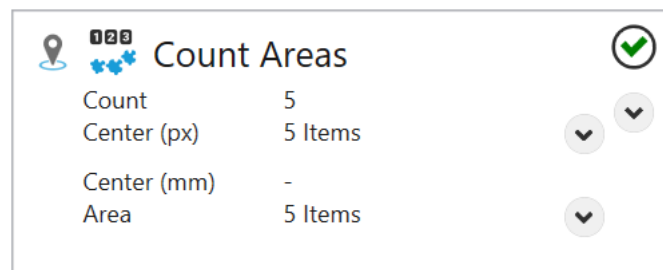 123
Count Areas
Count 5
Center (px) 5 Items
Center (mm) -
Area 5 Items